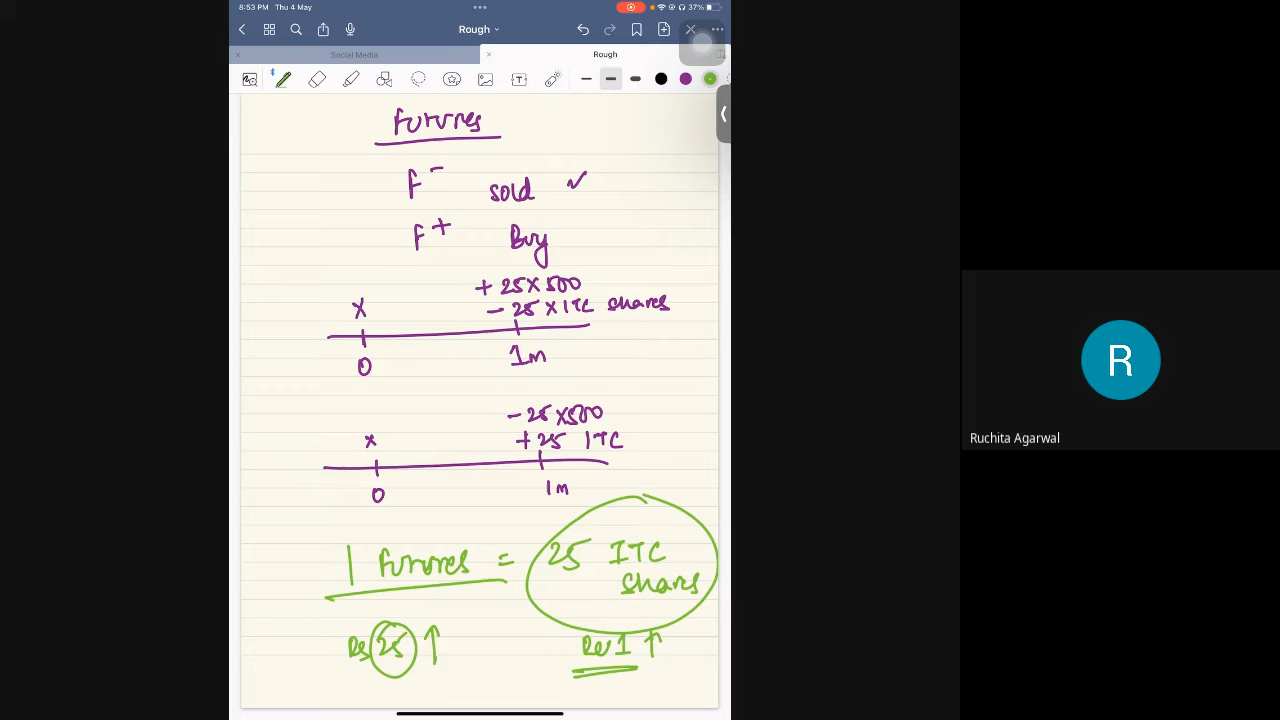 8:53 PM Thu 4 May
37%
Rough
Social Media
Rough
Futures
F⁻ sold ✓
F⁺ Buy
+ 25 × 500
x - 25 × ITC shares
0 1m
- 25 × 500
x + 25 ITC
0 1m
1 futures = 25 ITC
shares
Rs 25 ↑ Re 1 ↑
R
Ruchita Agarwal